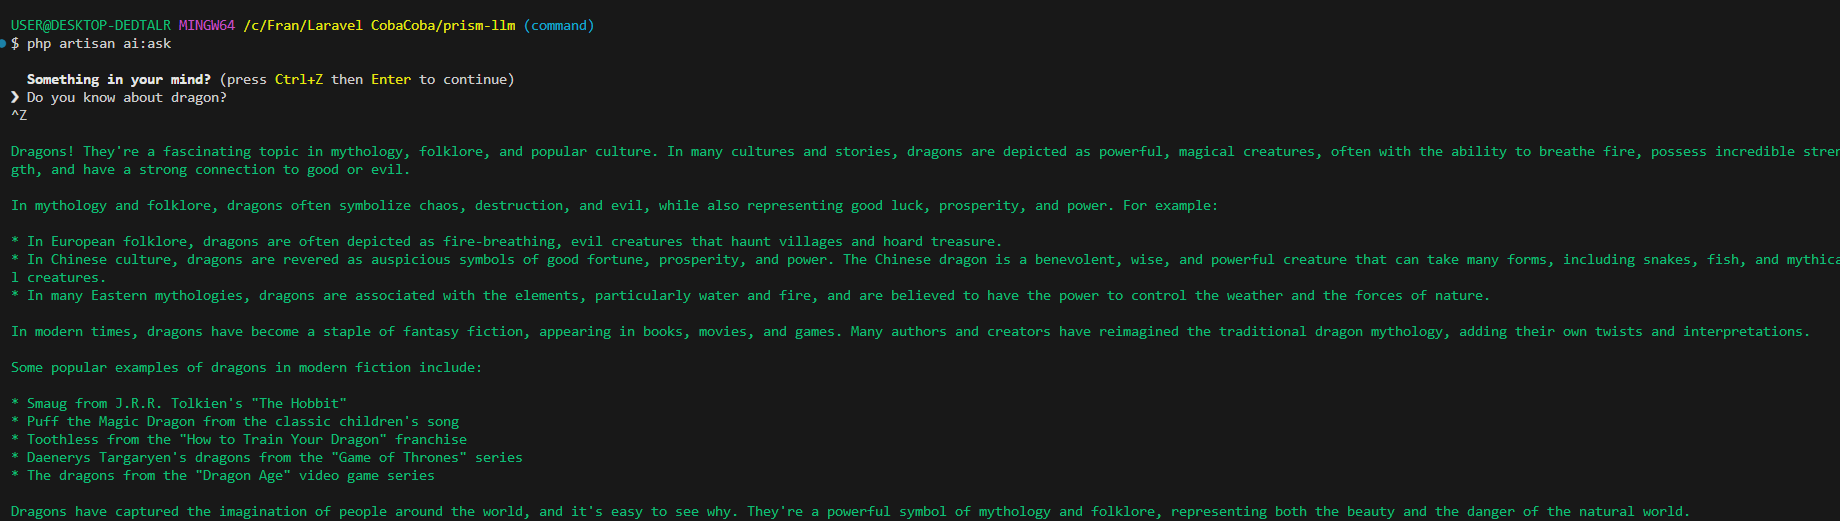 USER@DESKTOP-DEDTALR MINGW64 /c/Fran/Laravel CobaCoba/prism-llm (command)
$ php artisan ai:ask
Something in your mind? (press Ctrl+Z then Enter to continue)
❯ Do you know about dragon?
^Z
Dragons! They're a fascinating topic in mythology, folklore, and popular culture. In many cultures and stories, dragons are depicted as powerful, magical creatures, often with the ability to breathe fire, possess incredible stren
gth, and have a strong connection to good or evil.
In mythology and folklore, dragons often symbolize chaos, destruction, and evil, while also representing good luck, prosperity, and power. For example:
* In European folklore, dragons are often depicted as fire-breathing, evil creatures that haunt villages and hoard treasure.
* In Chinese culture, dragons are revered as auspicious symbols of good fortune, prosperity, and power. The Chinese dragon is a benevolent, wise, and powerful creature that can take many forms, including snakes, fish, and mythica
l creatures.
* In many Eastern mythologies, dragons are associated with the elements, particularly water and fire, and are believed to have the power to control the weather and the forces of nature.
In modern times, dragons have become a staple of fantasy fiction, appearing in books, movies, and games. Many authors and creators have reimagined the traditional dragon mythology, adding their own twists and interpretations.
Some popular examples of dragons in modern fiction include:
* Smaug from J.R.R. Tolkien's "The Hobbit"
* Puff the Magic Dragon from the classic children's song
* Toothless from the "How to Train Your Dragon" franchise
* Daenerys Targaryen's dragons from the "Game of Thrones" series
* The dragons from the "Dragon Age" video game series
Dragons have captured the imagination of people around the world, and it's easy to see why. They're a powerful symbol of mythology and folklore, representing both the beauty and the danger of the natural world.